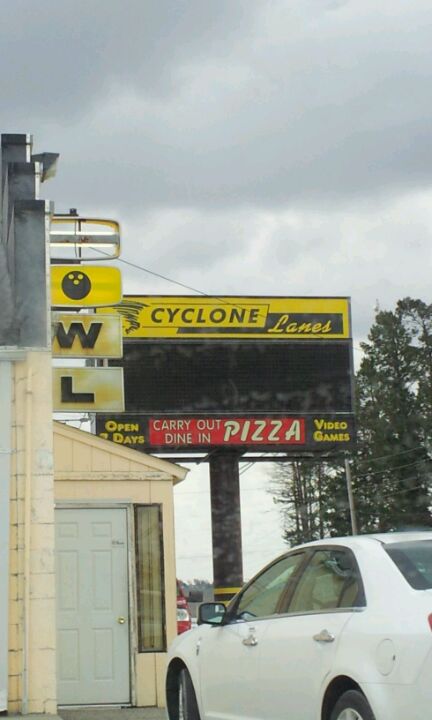 W
L
CYCLONE
Lanes
OPEN
7 DAYS
CARRY OUT
DINE IN
PIZZA
VIDEO
GAMES